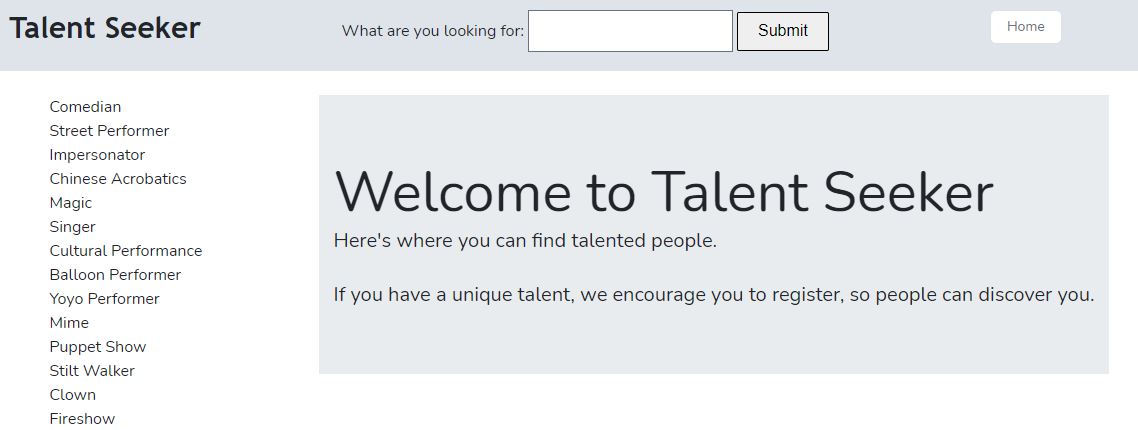 Talent Seeker
What are you looking for:
Submit
Home
Comedian
Street Performer
Impersonator
Chinese Acrobatics
Magic
Singer
Cultural Performance
Balloon Performer
Yoyo Performer
Mime
Puppet Show
Stilt Walker
Clown
Fireshow
Welcome to Talent Seeker
Here's where you can find talented people.
If you have a unique talent, we encourage you to register, so people can discover you.